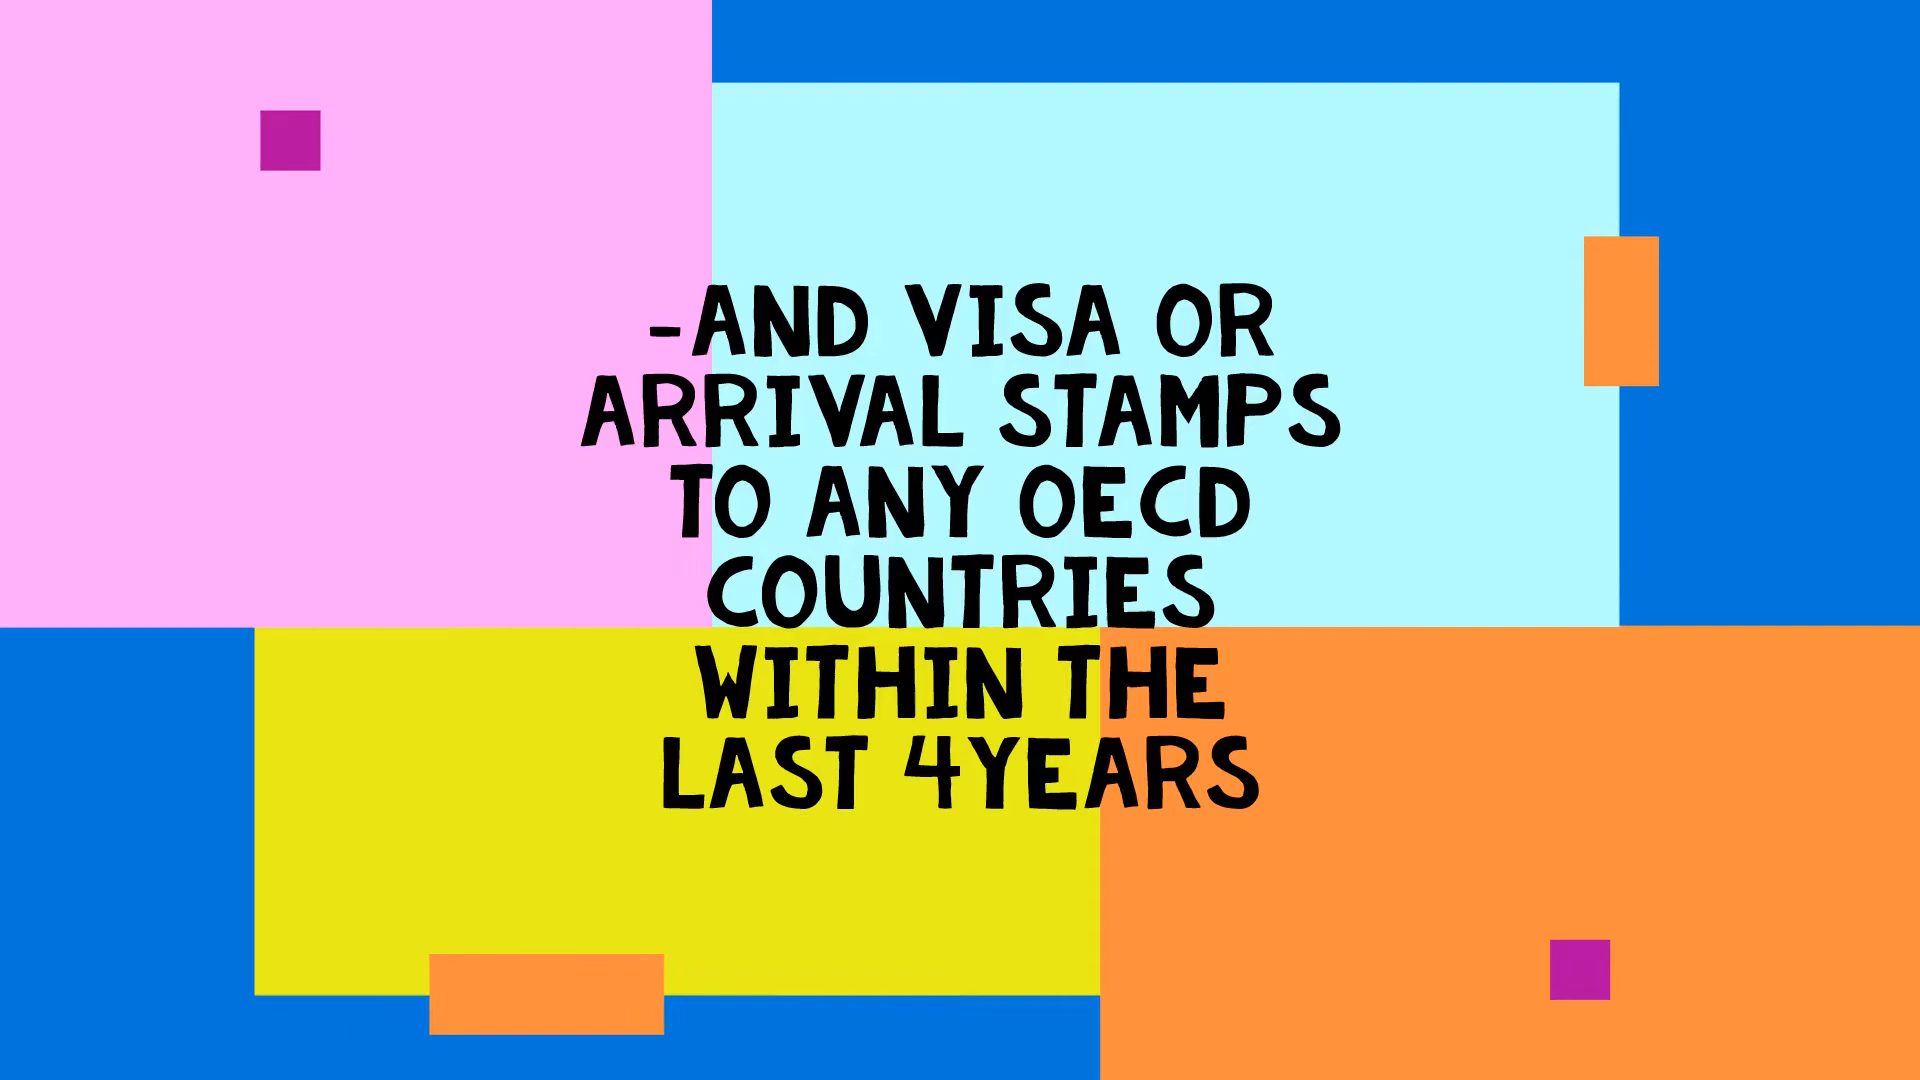 -AND VISA OR
ARRIVAL STAMPS
TO ANY OECD
COUNTRIES
WITHIN THE
LAST 4YEARS